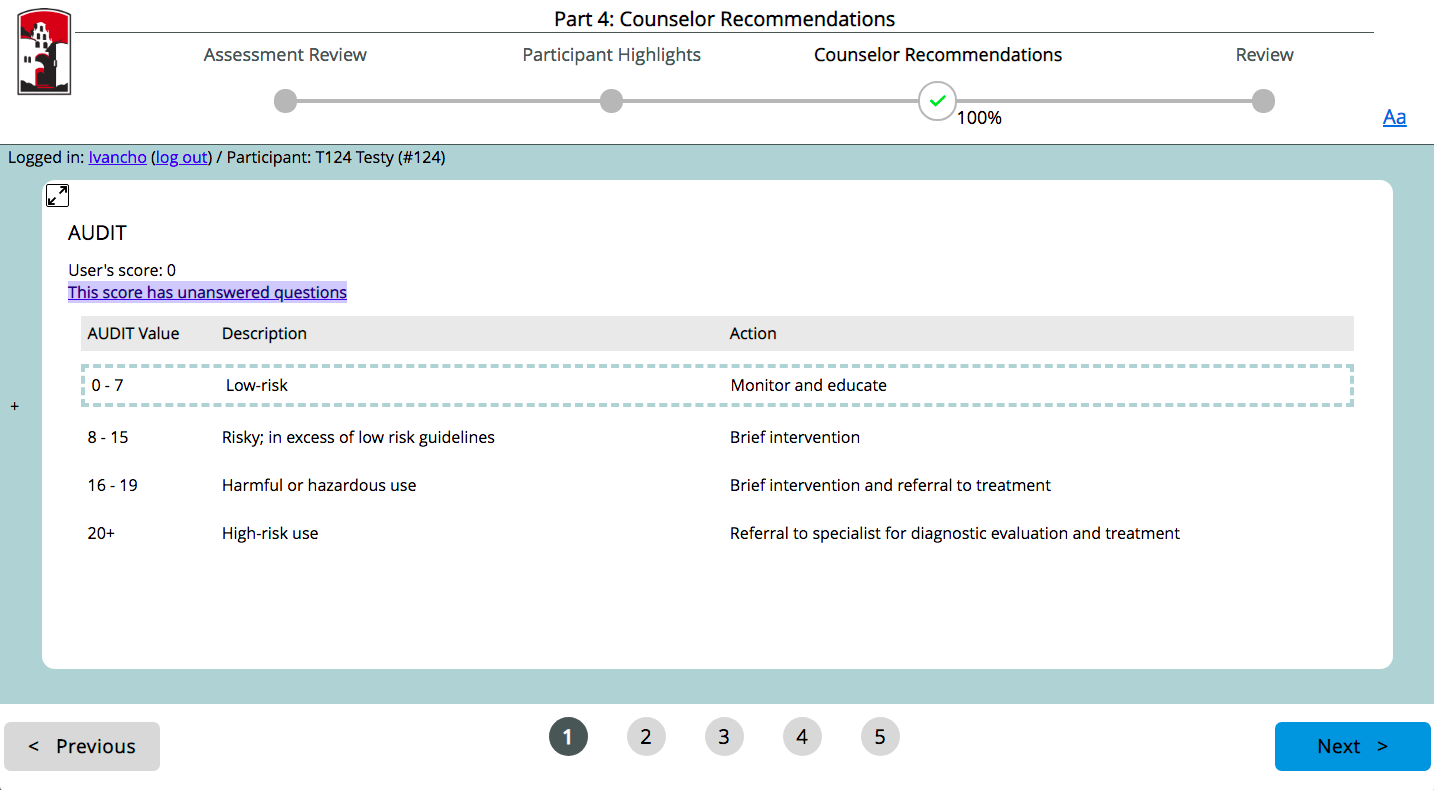 Part 4: Counselor Recommendations
Assessment Review Participant Highlights Counselor Recommendations Review
100%
Aa
Logged in: lvancho (log out) / Participant: T124 Testy (#124)
AUDIT
User's score: 0
This score has unanswered questions
AUDIT Value Description Action
0 - 7 Low-risk Monitor and educate
+
8 - 15 Risky; in excess of low risk guidelines Brief intervention
16 - 19 Harmful or hazardous use Brief intervention and referral to treatment
20+ High-risk use Referral to specialist for diagnostic evaluation and treatment
< Previous 1 2 3 4 5 Next >